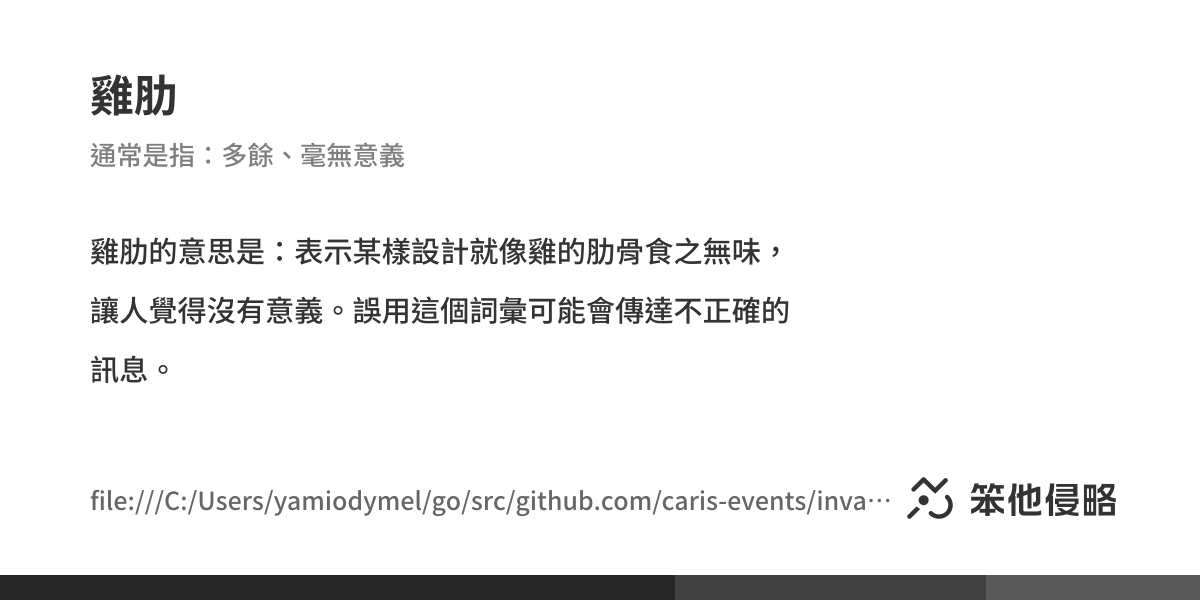 雞肋
通常是指：多餘、毫無意義
雞肋的意思是：表示某樣設計就像雞的肋骨食之無味，
讓人覺得沒有意義。誤用這個詞彙可能會傳達不正確的
訊息。
file:///C:/Users/yamiodymel/go/src/github.com/caris-events/inva…
笨他侵略